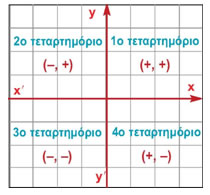 y
2ο τεταρτημόριο 1ο τεταρτημόριο
(–, +) (+, +)
x′ x
3ο τεταρτημόριο 4ο τεταρτημόριο
(–, –) (+, –)
y′